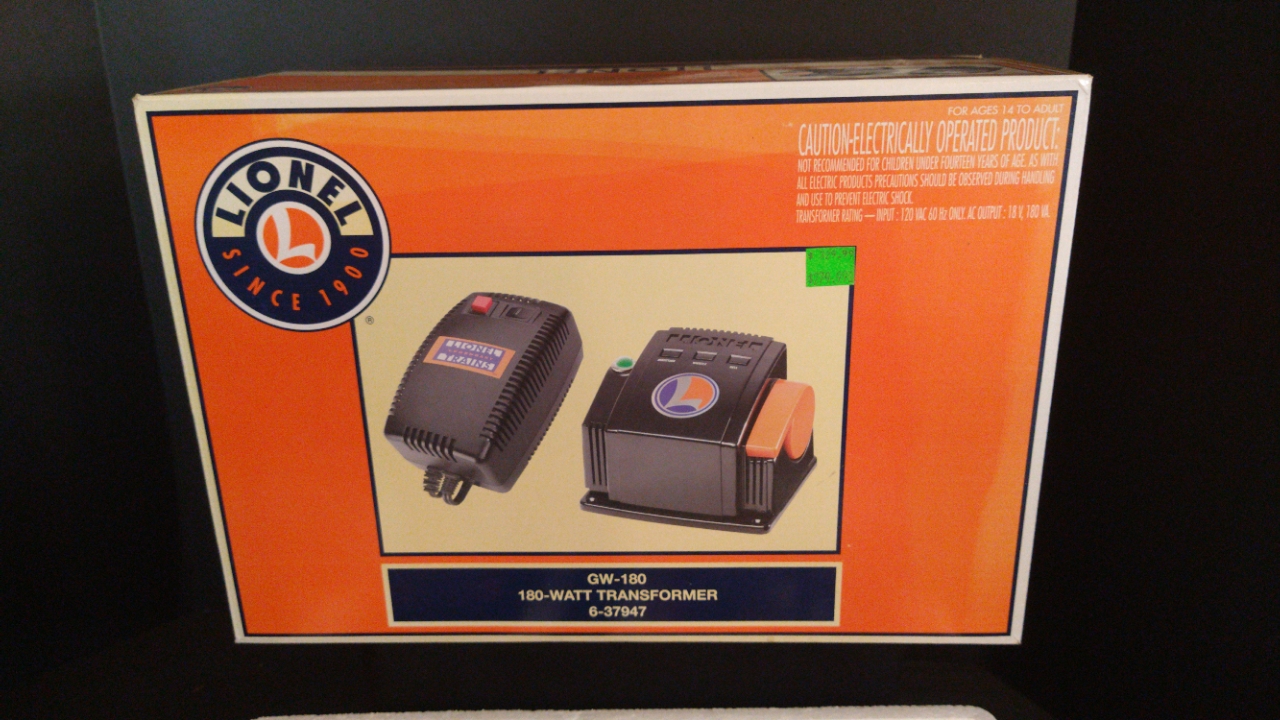 FOR AGES 14 TO ADULT
CAUTION-ELECTRICALLY OPERATED PRODUCT:
NOT RECOMMENDED FOR CHILDREN UNDER FOURTEEN YEARS OF AGE. AS WITH
ALL ELECTRIC PRODUCTS PRECAUTIONS SHOULD BE OBSERVED DURING HANDLING
AND USE TO PREVENT ELECTRIC SHOCK.
TRANSFORMER RATING — INPUT : 120 VAC 60 Hz ONLY. AC OUTPUT : 18 V, 180 VA.
LIONEL
L
SINCE 1900
®
LIONEL
TRAINS
LIONEL
L
GW-180
180-WATT TRANSFORMER
6-37947